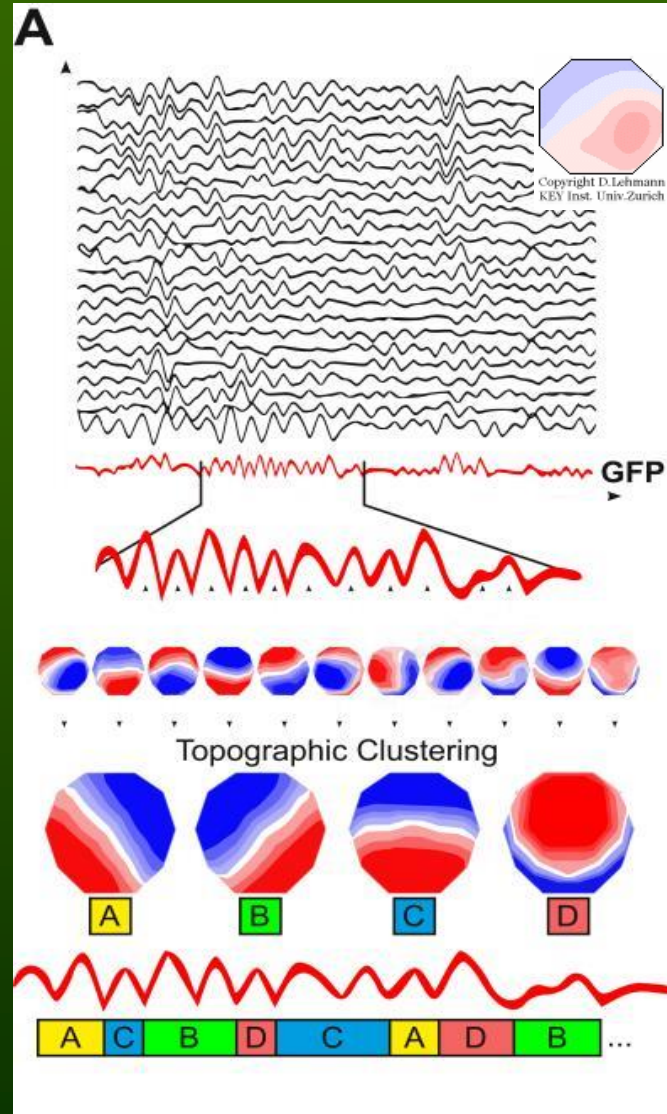 A
Copyright D.Lehmann
KEY Inst. Univ.Zurich
GFP
Topographic Clustering
A B C D
A C B D C A D B ...